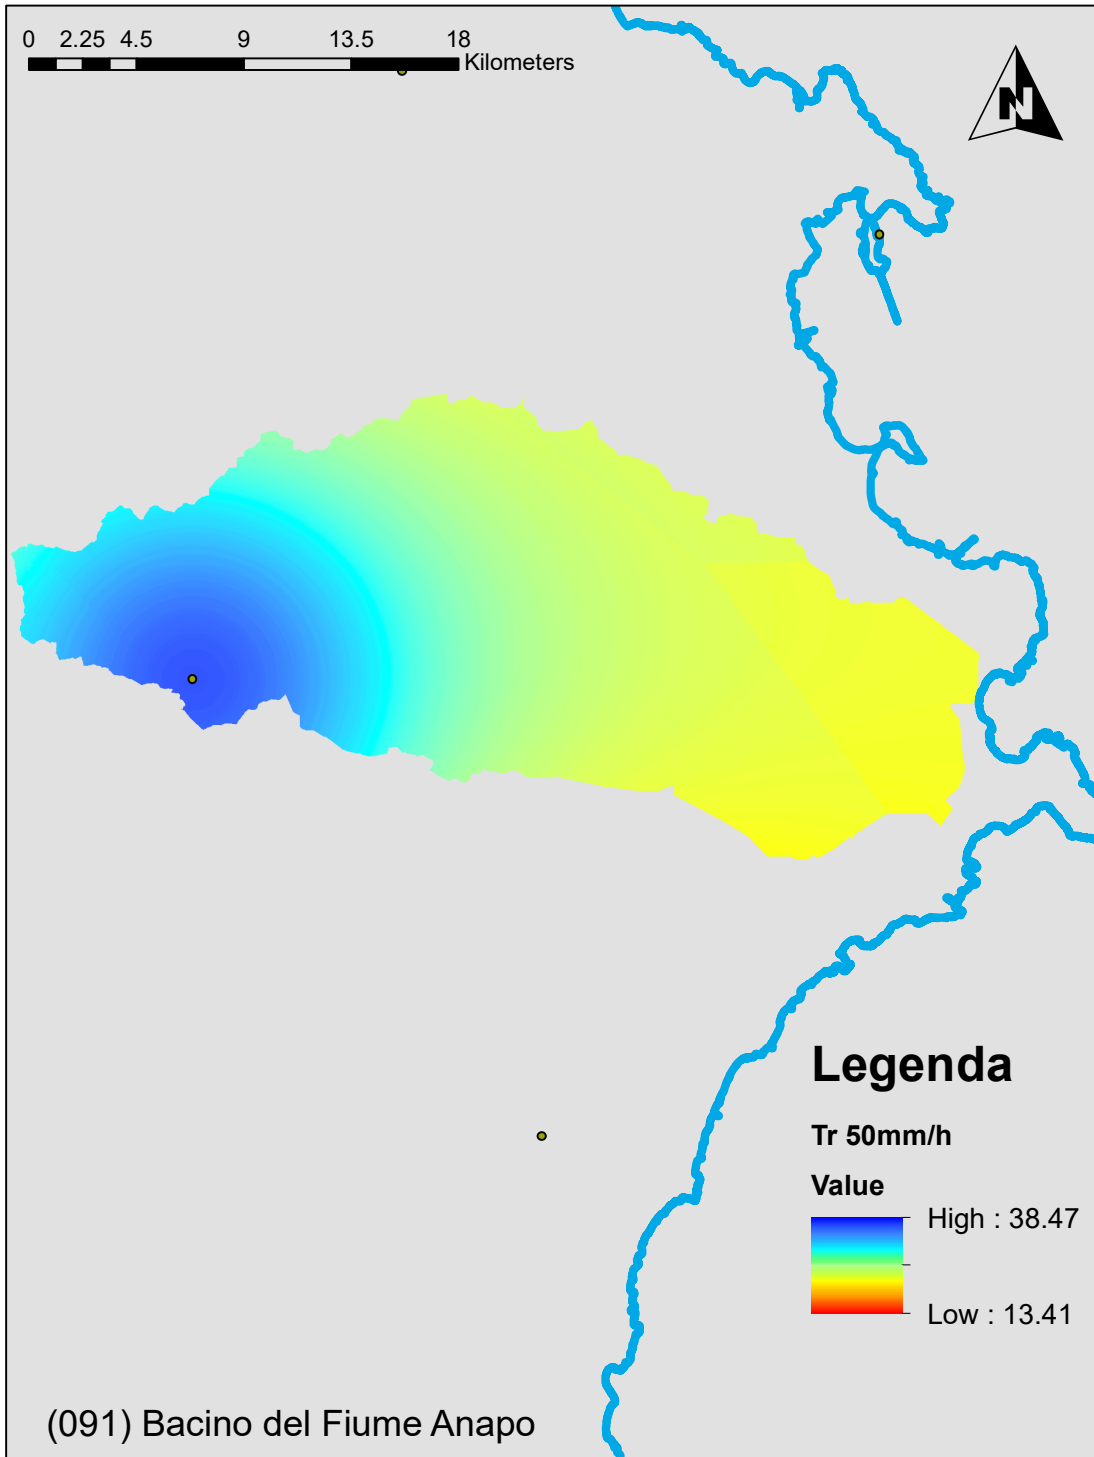 0 2.25 4.5 9 13.5 18
Kilometers
N
Legenda
Tr 50mm/h
Value
High : 38.47
Low : 13.41
(091) Bacino del Fiume Anapo